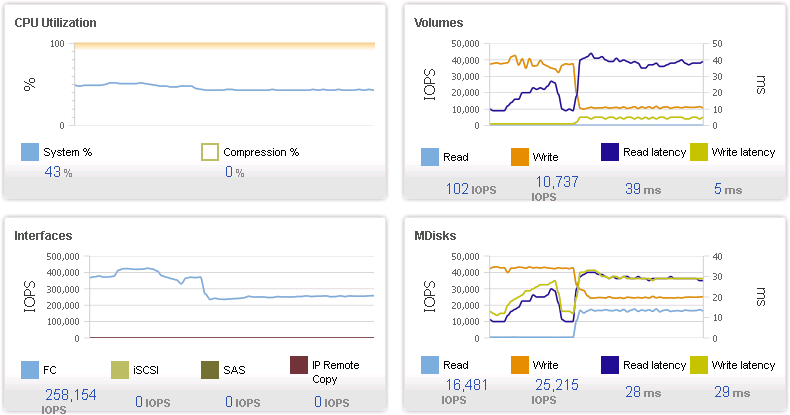 CPU Utilization
100
%
0
System %
Compression %
43 %
0 %
Volumes
50,000
40,000
30,000
20,000
10,000
0
IOPS
50
40
30
20
10
0
ms
Read
Write
Read latency
Write latency
102 IOPS
10,737
IOPS
39 ms
5 ms
Interfaces
500,000
400,000
300,000
200,000
100,000
0
IOPS
FC
iSCSI
SAS
IP Remote
Copy
258,154
IOPS
0 IOPS
0 IOPS
0 IOPS
MDisks
50,000
40,000
30,000
20,000
10,000
0
IOPS
40
30
20
10
0
ms
Read
Write
Read latency
Write latency
16,481
IOPS
25,215
IOPS
28 ms
29 ms